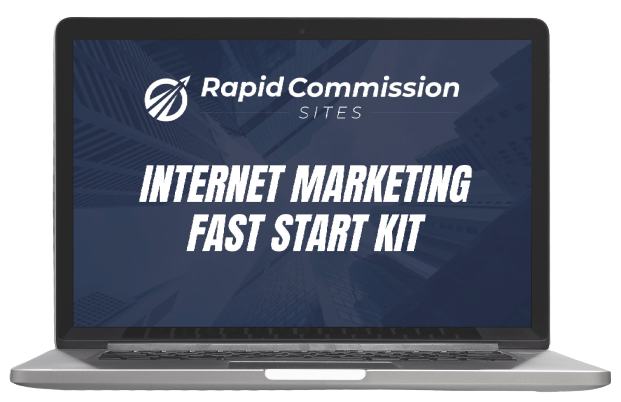 Rapid Commission
SITES
INTERNET MARKETING
FAST START KIT